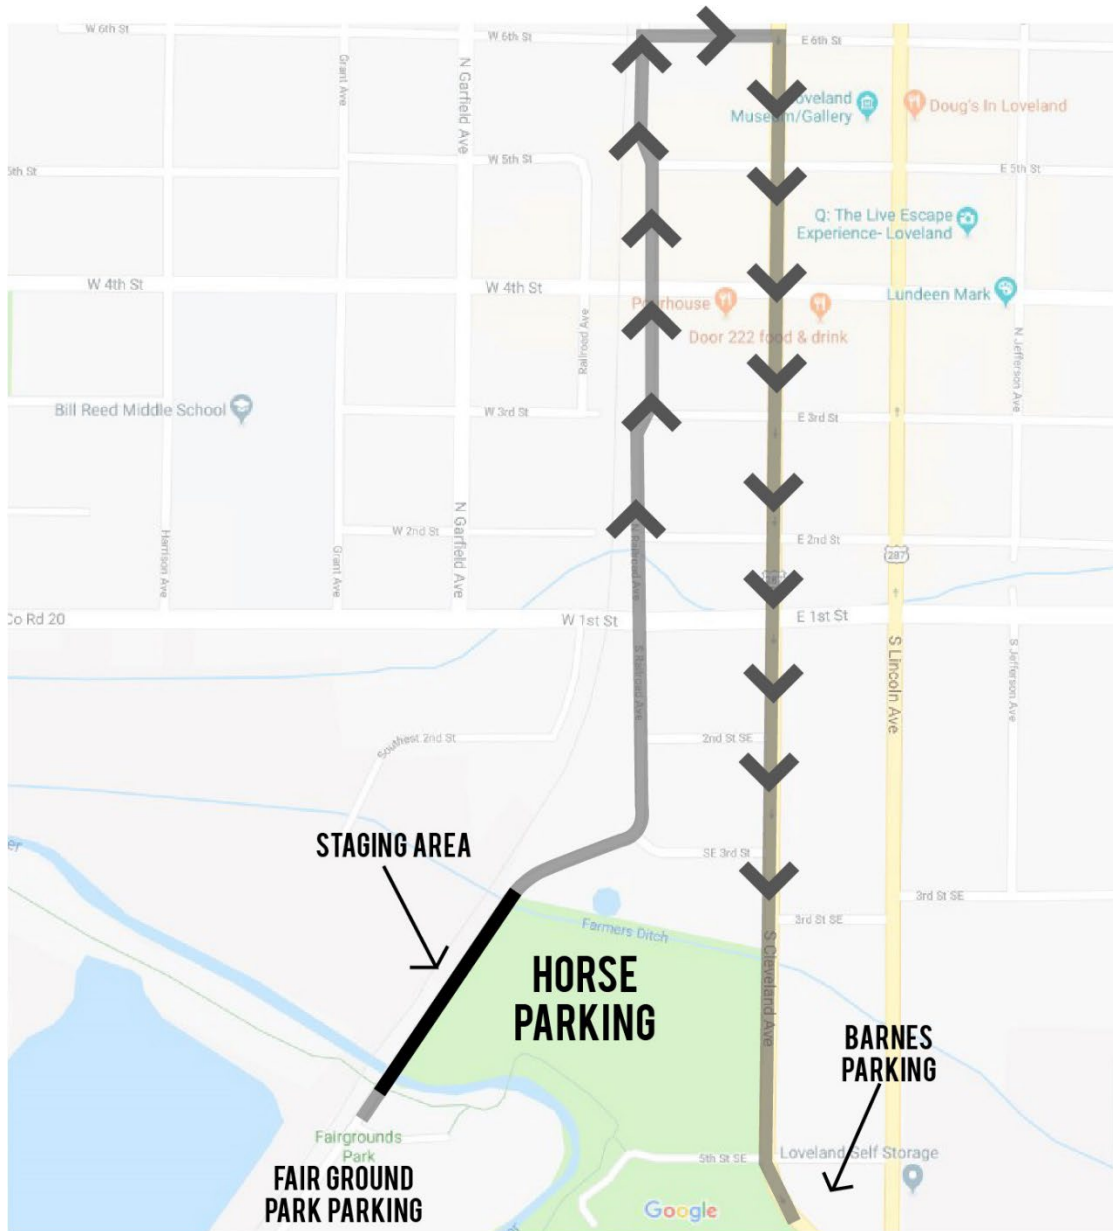 W 6th St
W 6th St
E 6th St
Grant Ave
N Garfield Ave
Loveland
Museum/Gallery
Doug's In Loveland
5th St
W 5th St
E 5th St
Q: The Live Escape
Experience- Loveland
W 4th St
W 4th St
Lundeen Mark
Door 222 food & drink
Railroad Ave
N Jefferson Ave
Bill Reed Middle School
W 3rd St
E 3rd St
N Garfield Ave
W 2nd St
E 2nd St
Harrison Ave
Grant Ave
N Railroad Ave
287
Co Rd 20
W 1st St
E 1st St
S Railroad Ave
S Lincoln Ave
S Jefferson Ave
Southwest 2nd St
2nd St SE
STAGING AREA
SE 3rd St
3rd St SE
3rd St SE
Farmers Ditch
S Cleveland Ave
HORSE
PARKING
BARNES
PARKING
Fairgrounds
Park
5th St SE
Loveland Self Storage
FAIR GROUND
PARK PARKING
Google